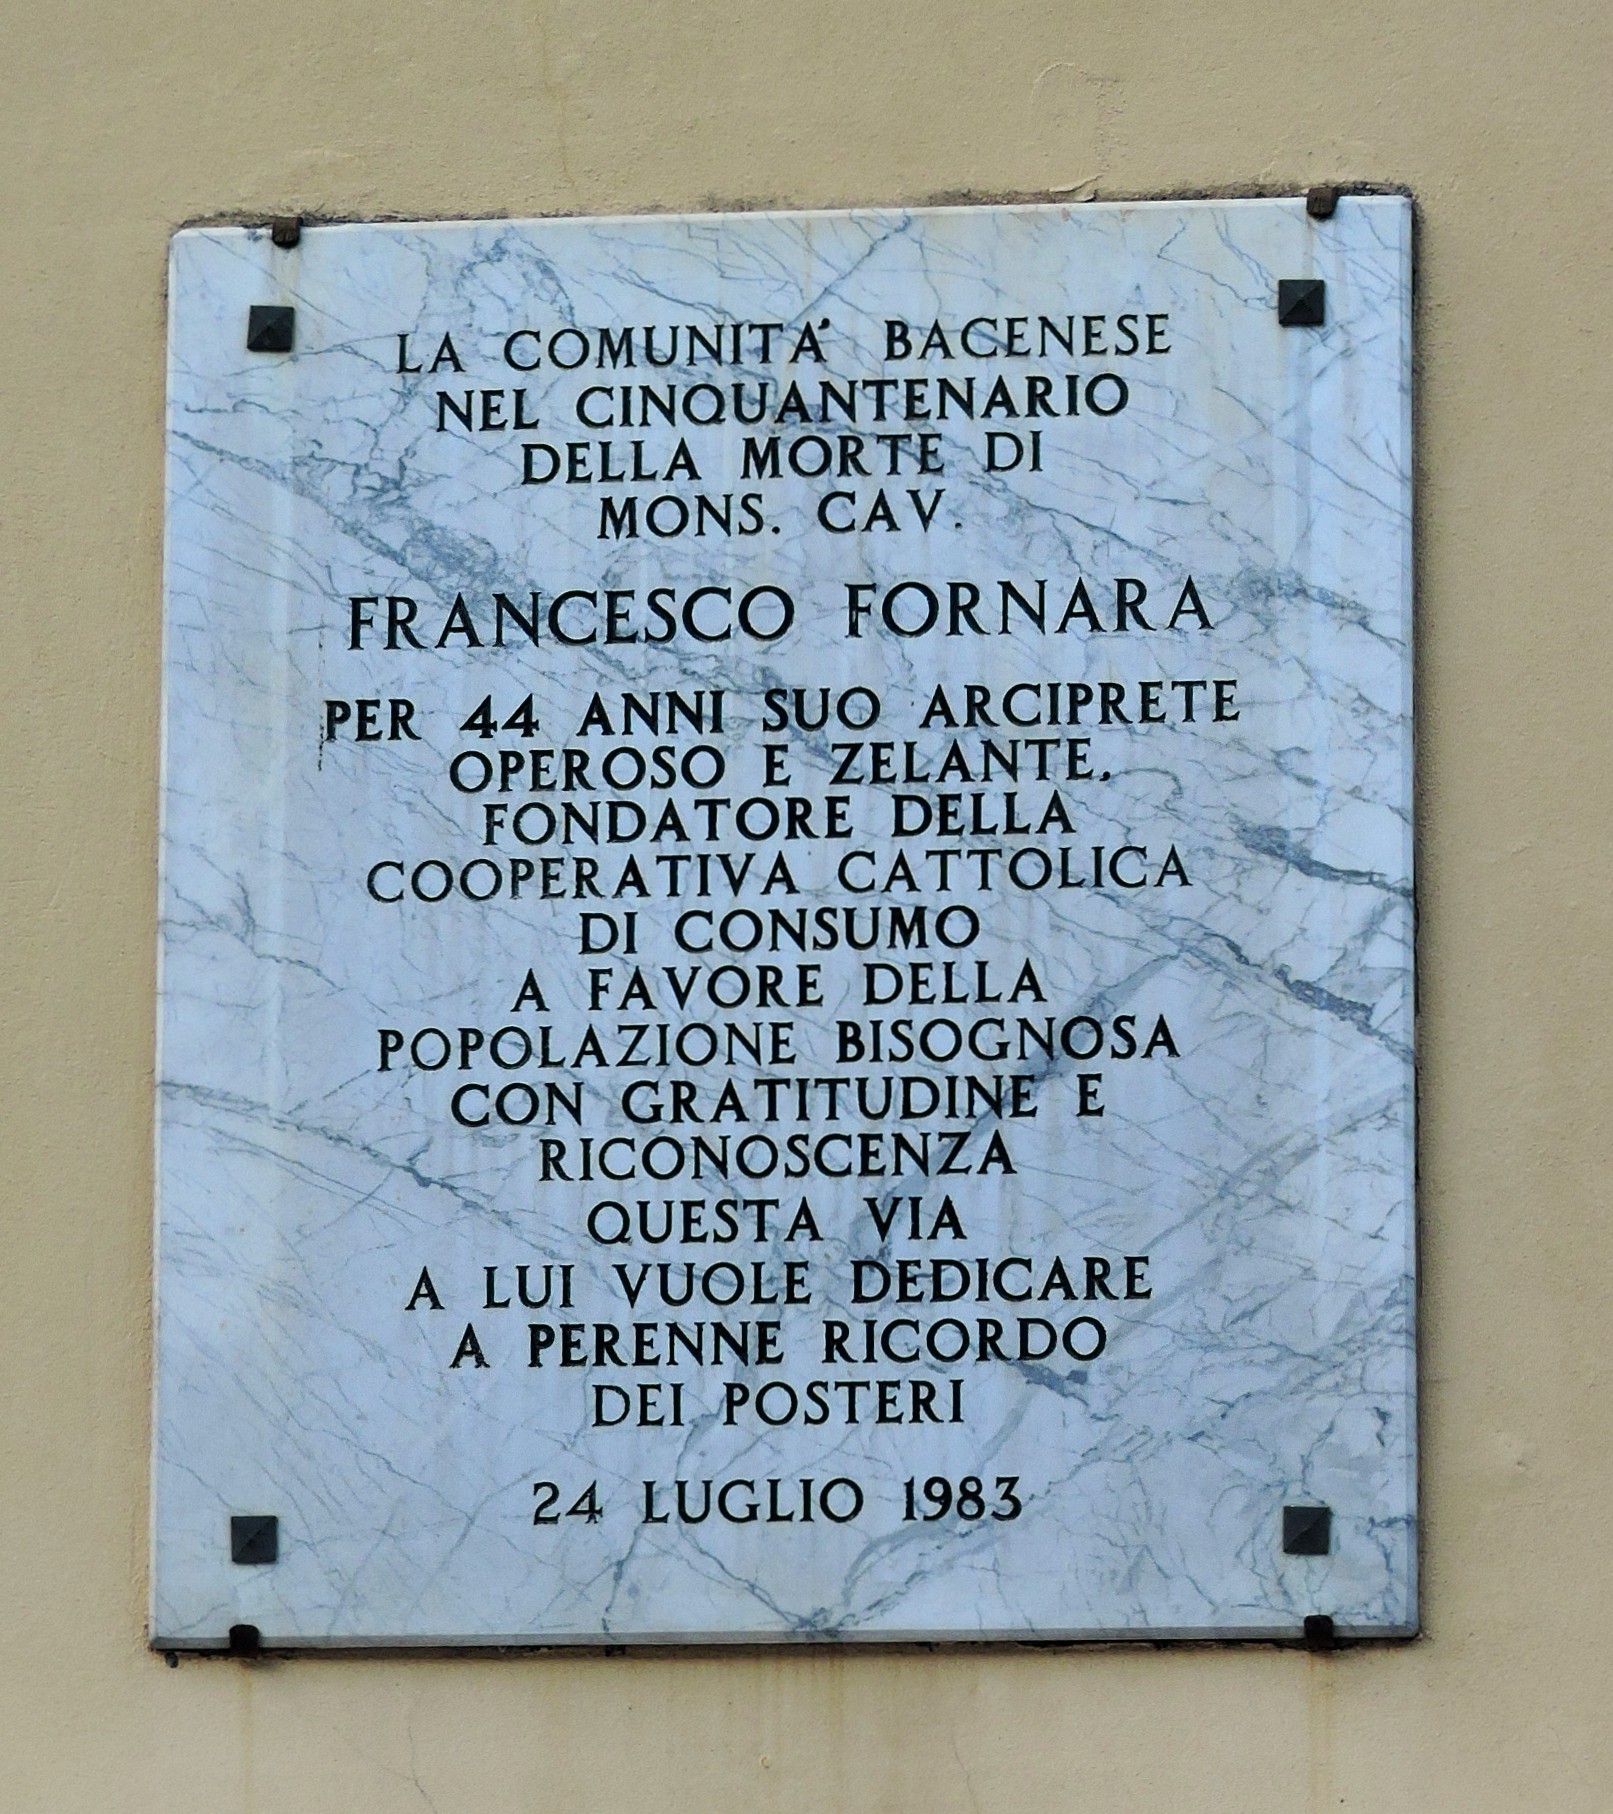 LA COMUNITA' BACENESE
NEL CINQUANTENARIO
DELLA MORTE DI
MONS. CAV.
FRANCESCO FORNARA
PER 44 ANNI SUO ARCIPRETE
OPEROSO E ZELANTE.
FONDATORE DELLA
COOPERATIVA CATTOLICA
DI CONSUMO
A FAVORE DELLA
POPOLAZIONE BISOGNOSA
CON GRATITUDINE E
RICONOSCENZA
QUESTA VIA
A LUI VUOLE DEDICARE
A PERENNE RICORDO
DEI POSTERI
24 LUGLIO 1983